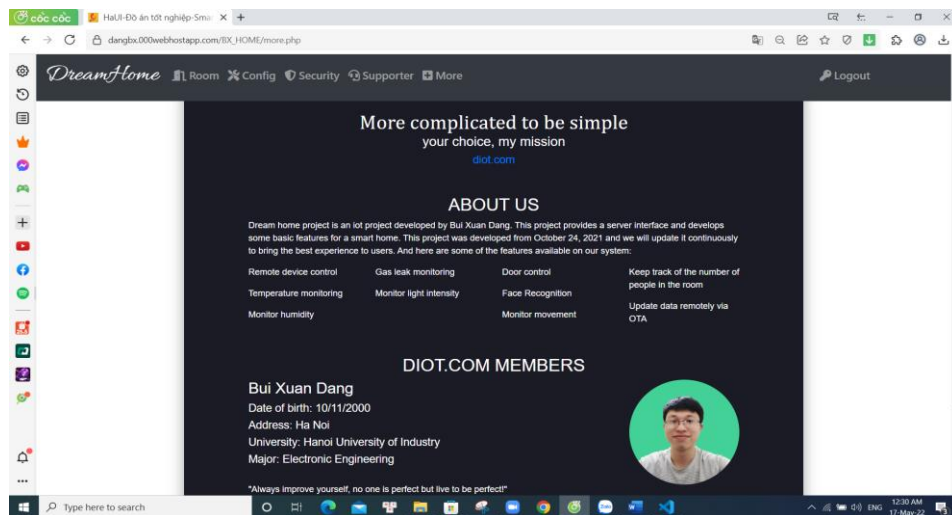 cốc cốc
HaUI-Đồ án tốt nghiệp-Sma
dangbx.000webhostapp.com/BX_HOME/more.php
DreamHome Room Config Security Supporter More Logout
More complicated to be simple
your choice, my mission
diot.com
ABOUT US
Dream home project is an iot project developed by Bui Xuan Dang. This project provides a server interface and develops
some basic features for a smart home. This project was developed from October 24, 2021 and we will update it continuously
to bring the best experience to users. And here are some of the features available on our system:
Remote device control
Temperature monitoring
Monitor humidity
Gas leak monitoring
Monitor light intensity
Door control
Face Recognition
Monitor movement
Keep track of the number of
people in the room
Update data remotely via
OTA
DIOT.COM MEMBERS
Bui Xuan Dang
Date of birth: 10/11/2000
Address: Ha Noi
University: Hanoi University of Industry
Major: Electronic Engineering
"Always improve yourself, no one is perfect but live to be perfect!"
Type here to search
ENG
12:30 AM
17-May-22